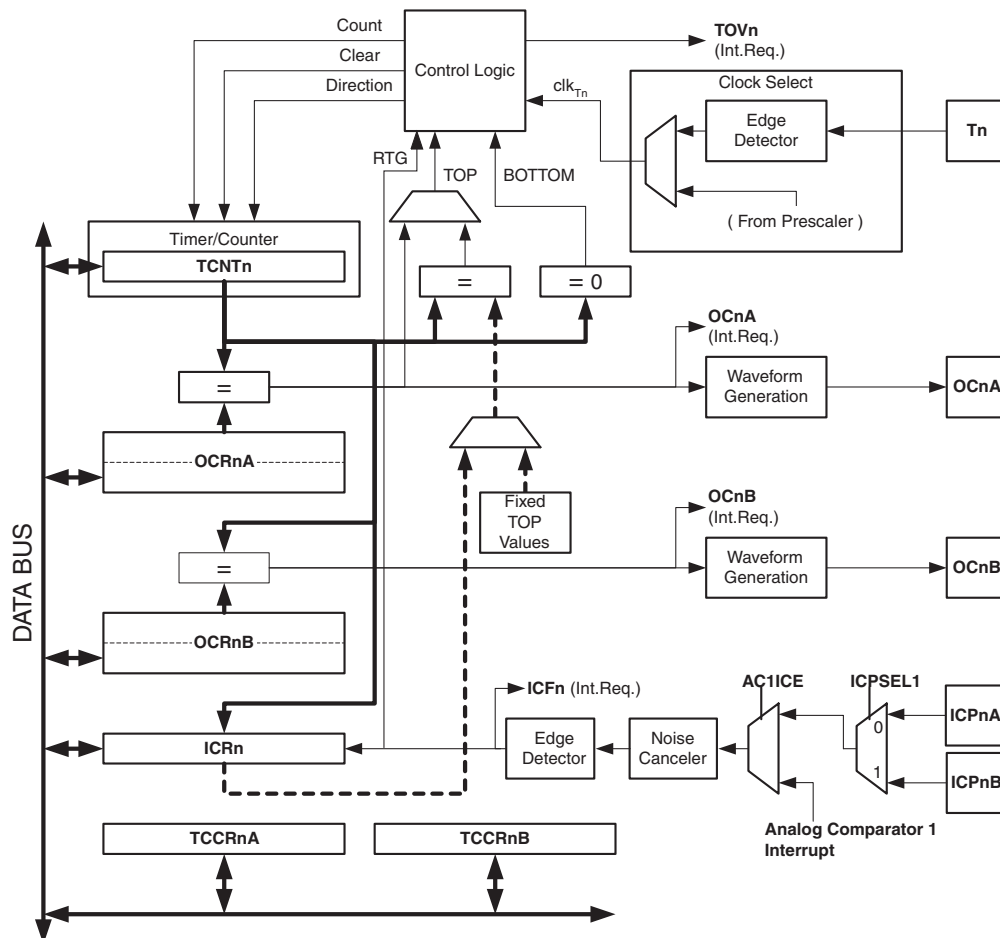 Count
Clear
Direction
Control Logic
TOVn
(Int.Req.)
clkTn
Clock Select
Edge
Detector
Tn
( From Prescaler )
RTG
TOP
BOTTOM
Timer/Counter
TCNTn
=
= 0
=
OCnA
(Int.Req.)
Waveform
Generation
OCnA
OCRnA
Fixed
TOP
Values
OCnB
(Int.Req.)
=
Waveform
Generation
OCnB
OCRnB
DATA BUS
ICFn (Int.Req.)
AC1ICE
ICPSEL1
ICPnA
0
1
ICPnB
ICRn
Edge
Detector
Noise
Canceler
Analog Comparator 1
Interrupt
TCCRnA
TCCRnB